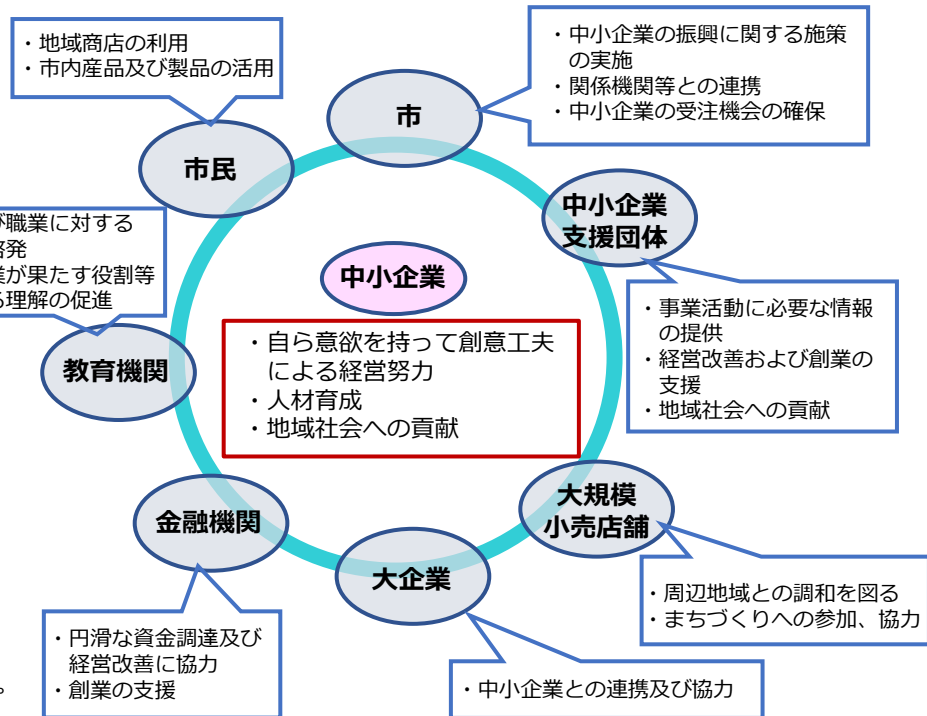 ・地域商店の利用
・市内産品及び製品の活用
・中小企業の振興に関する施策
の実施
・関係機関等との連携
・中小企業の受注機会の確保
市
市民
中小企業
支援団体
職業に対する
啓発
業が果たす役割等
る理解の促進
中小企業
・自ら意欲を持って創意工夫
による経営努力
・人材育成
・地域社会への貢献
・事業活動に必要な情報
の提供
・経営改善および創業の
支援
・地域社会への貢献
教育機関
金融機関
大規模
小売店舗
大企業
・周辺地域との調和を図る
・まちづくりへの参加、協力
・円滑な資金調達及び
経営改善に協力
・創業の支援
・中小企業との連携及び協力
。